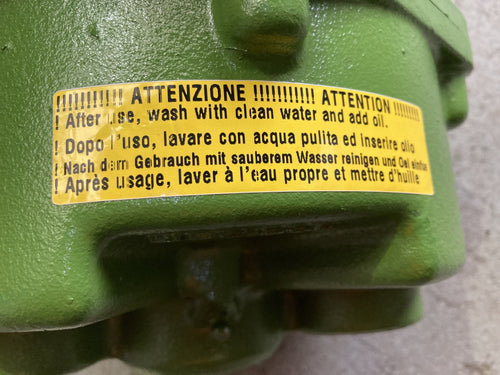 !!!!!!!!!!! ATTENZIONE !!!!!!!!!!! ATTENTION !!!!!!!!!
! After use, wash with clean water and add oil.
! Dopo l'uso, lavare con acqua pulita ed inserire olio
! Nach dem Gebrauch mit sauberem Wasser reinigen und Oel
! Après usage, laver à l'eau propre et mettre d'huile